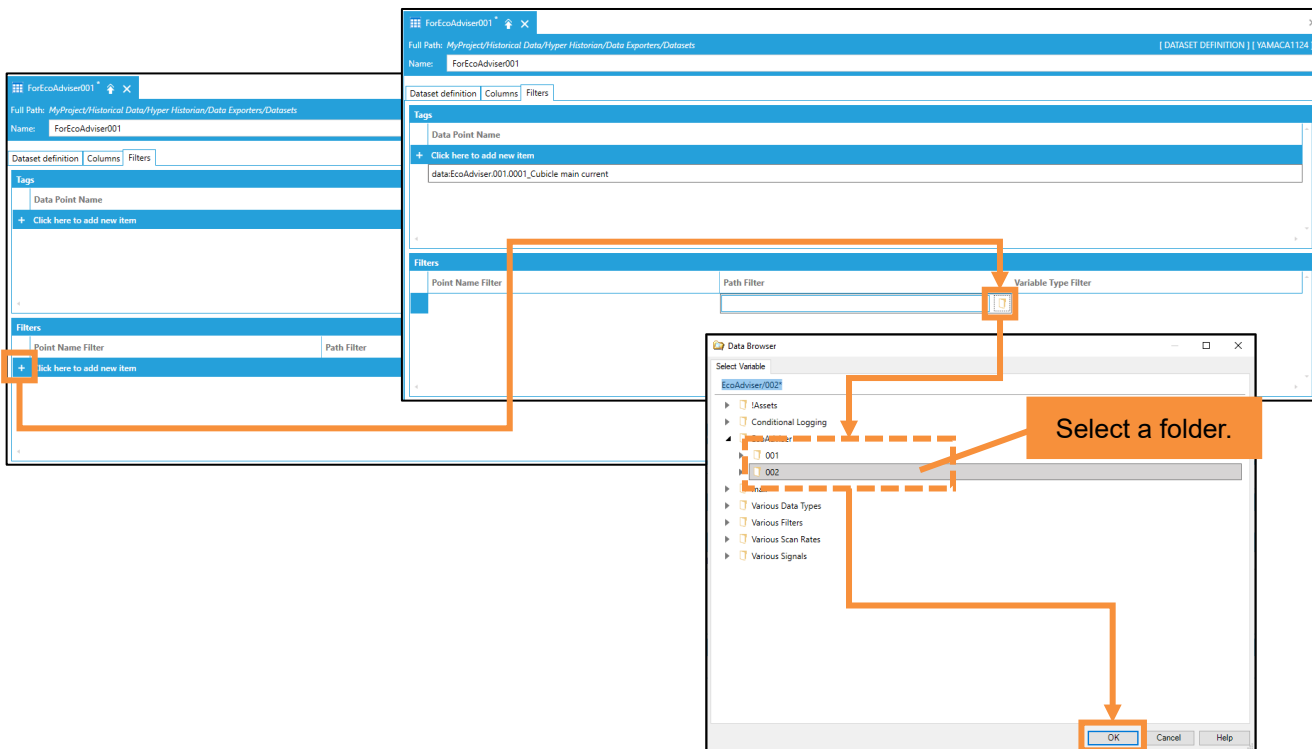 ForEcoAdviser001 *
Full Path: MyProject/Historical Data/Hyper Historian/Data Exporters/Datasets
Name: ForEcoAdviser001
Dataset definition Columns Filters
Tags
Data Point Name
+ Click here to add new item
Filters
Point Name Filter Path Filter
+ Click here to add new item
ForEcoAdviser001 *
Full Path: MyProject/Historical Data/Hyper Historian/Data Exporters/Datasets [ DATASET DEFINITION ] [ YAMACA1124 ]
Name: ForEcoAdviser001
Dataset definition Columns Filters
Tags
Data Point Name
+ Click here to add new item
data:EcoAdviser.001.0001_Cubicle main current
Filters
Point Name Filter Path Filter Variable Type Filter
Data Browser
Select Variable
EcoAdviser/002*
!Assets
Conditional Logging
EcoAdviser
001
002
Various Data Types
Various Filters
Various Scan Rates
Various Signals
Select a folder.
OK Cancel Help